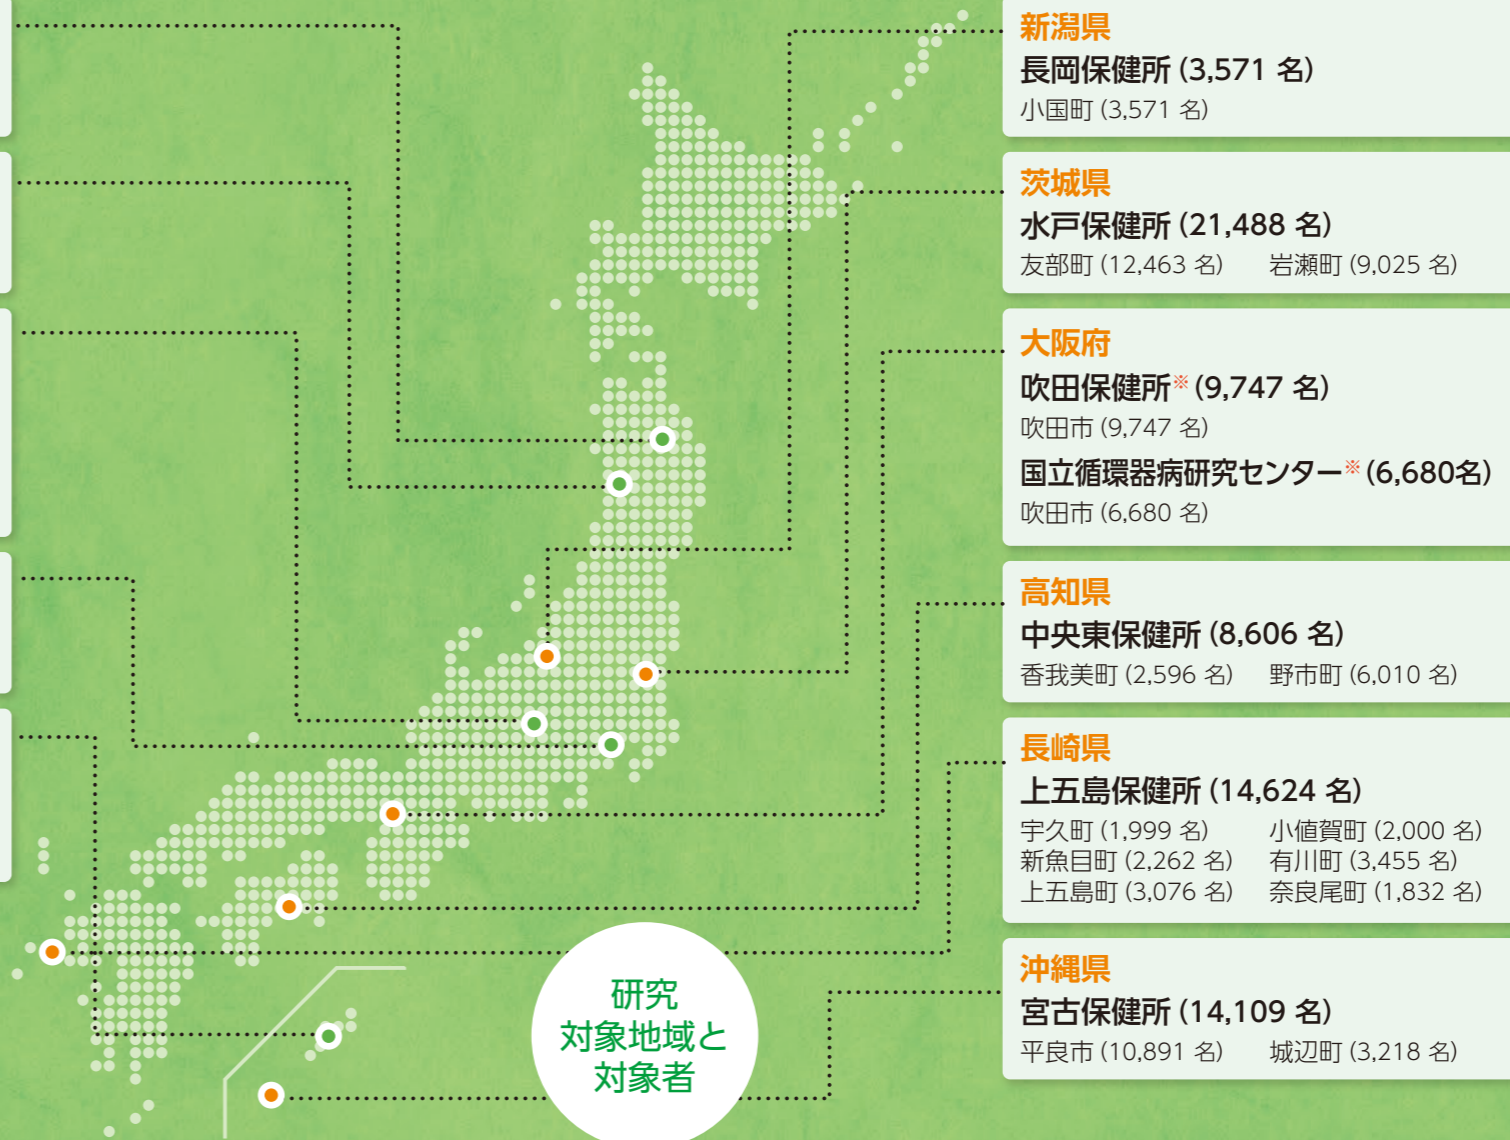 新潟県
長岡保健所 (3,571 名)
小国町 (3,571 名)
茨城県
水戸保健所 (21,488 名)
友部町 (12,463 名) 岩瀬町 (9,025 名)
大阪府
吹田保健所※ (9,747 名)
吹田市 (9,747 名)
国立循環器病研究センター※ (6,680名)
吹田市 (6,680 名)
高知県
中央東保健所 (8,606 名)
香我美町 (2,596 名) 野市町 (6,010 名)
長崎県
上五島保健所 (14,624 名)
宇久町 (1,999 名) 小値賀町 (2,000 名)
新魚目町 (2,262 名) 有川町 (3,455 名)
上五島町 (3,076 名) 奈良尾町 (1,832 名)
沖縄県
宮古保健所 (14,109 名)
平良市 (10,891 名) 城辺町 (3,218 名)
研究
対象地域と
対象者